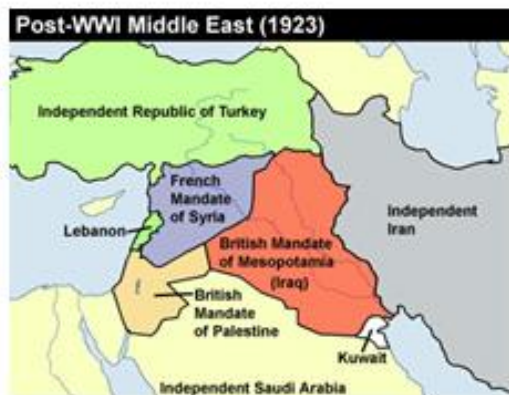 Post-WWI Middle East (1923)
Independent Republic of Turkey
French
Mandate
of Syria
Lebanon
Independent
Iran
British Mandate
of Mesopotamia
(Iraq)
British
Mandate
of Palestine
Kuwait
Independent Saudi Arabia